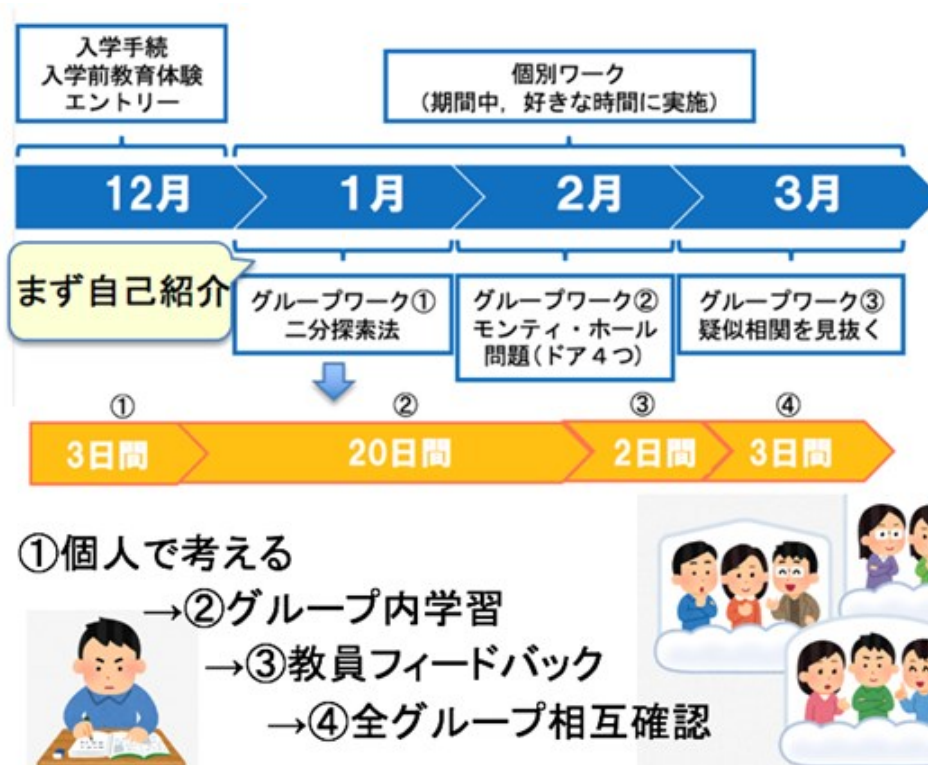 入学手続
入学前教育体験
エントリー
個別ワーク
（期間中，好きな時間に実施）
12月
1月
2月
3月
まず自己紹介
グループワーク①
二分探索法
グループワーク②
モンティ・ホール
問題（ドア４つ）
グループワーク③
疑似相関を見抜く
①
②
③
④
3日間
20日間
2日間
3日間
①個人で考える
→②グループ内学習
→③教員フィードバック
→④全グループ相互確認